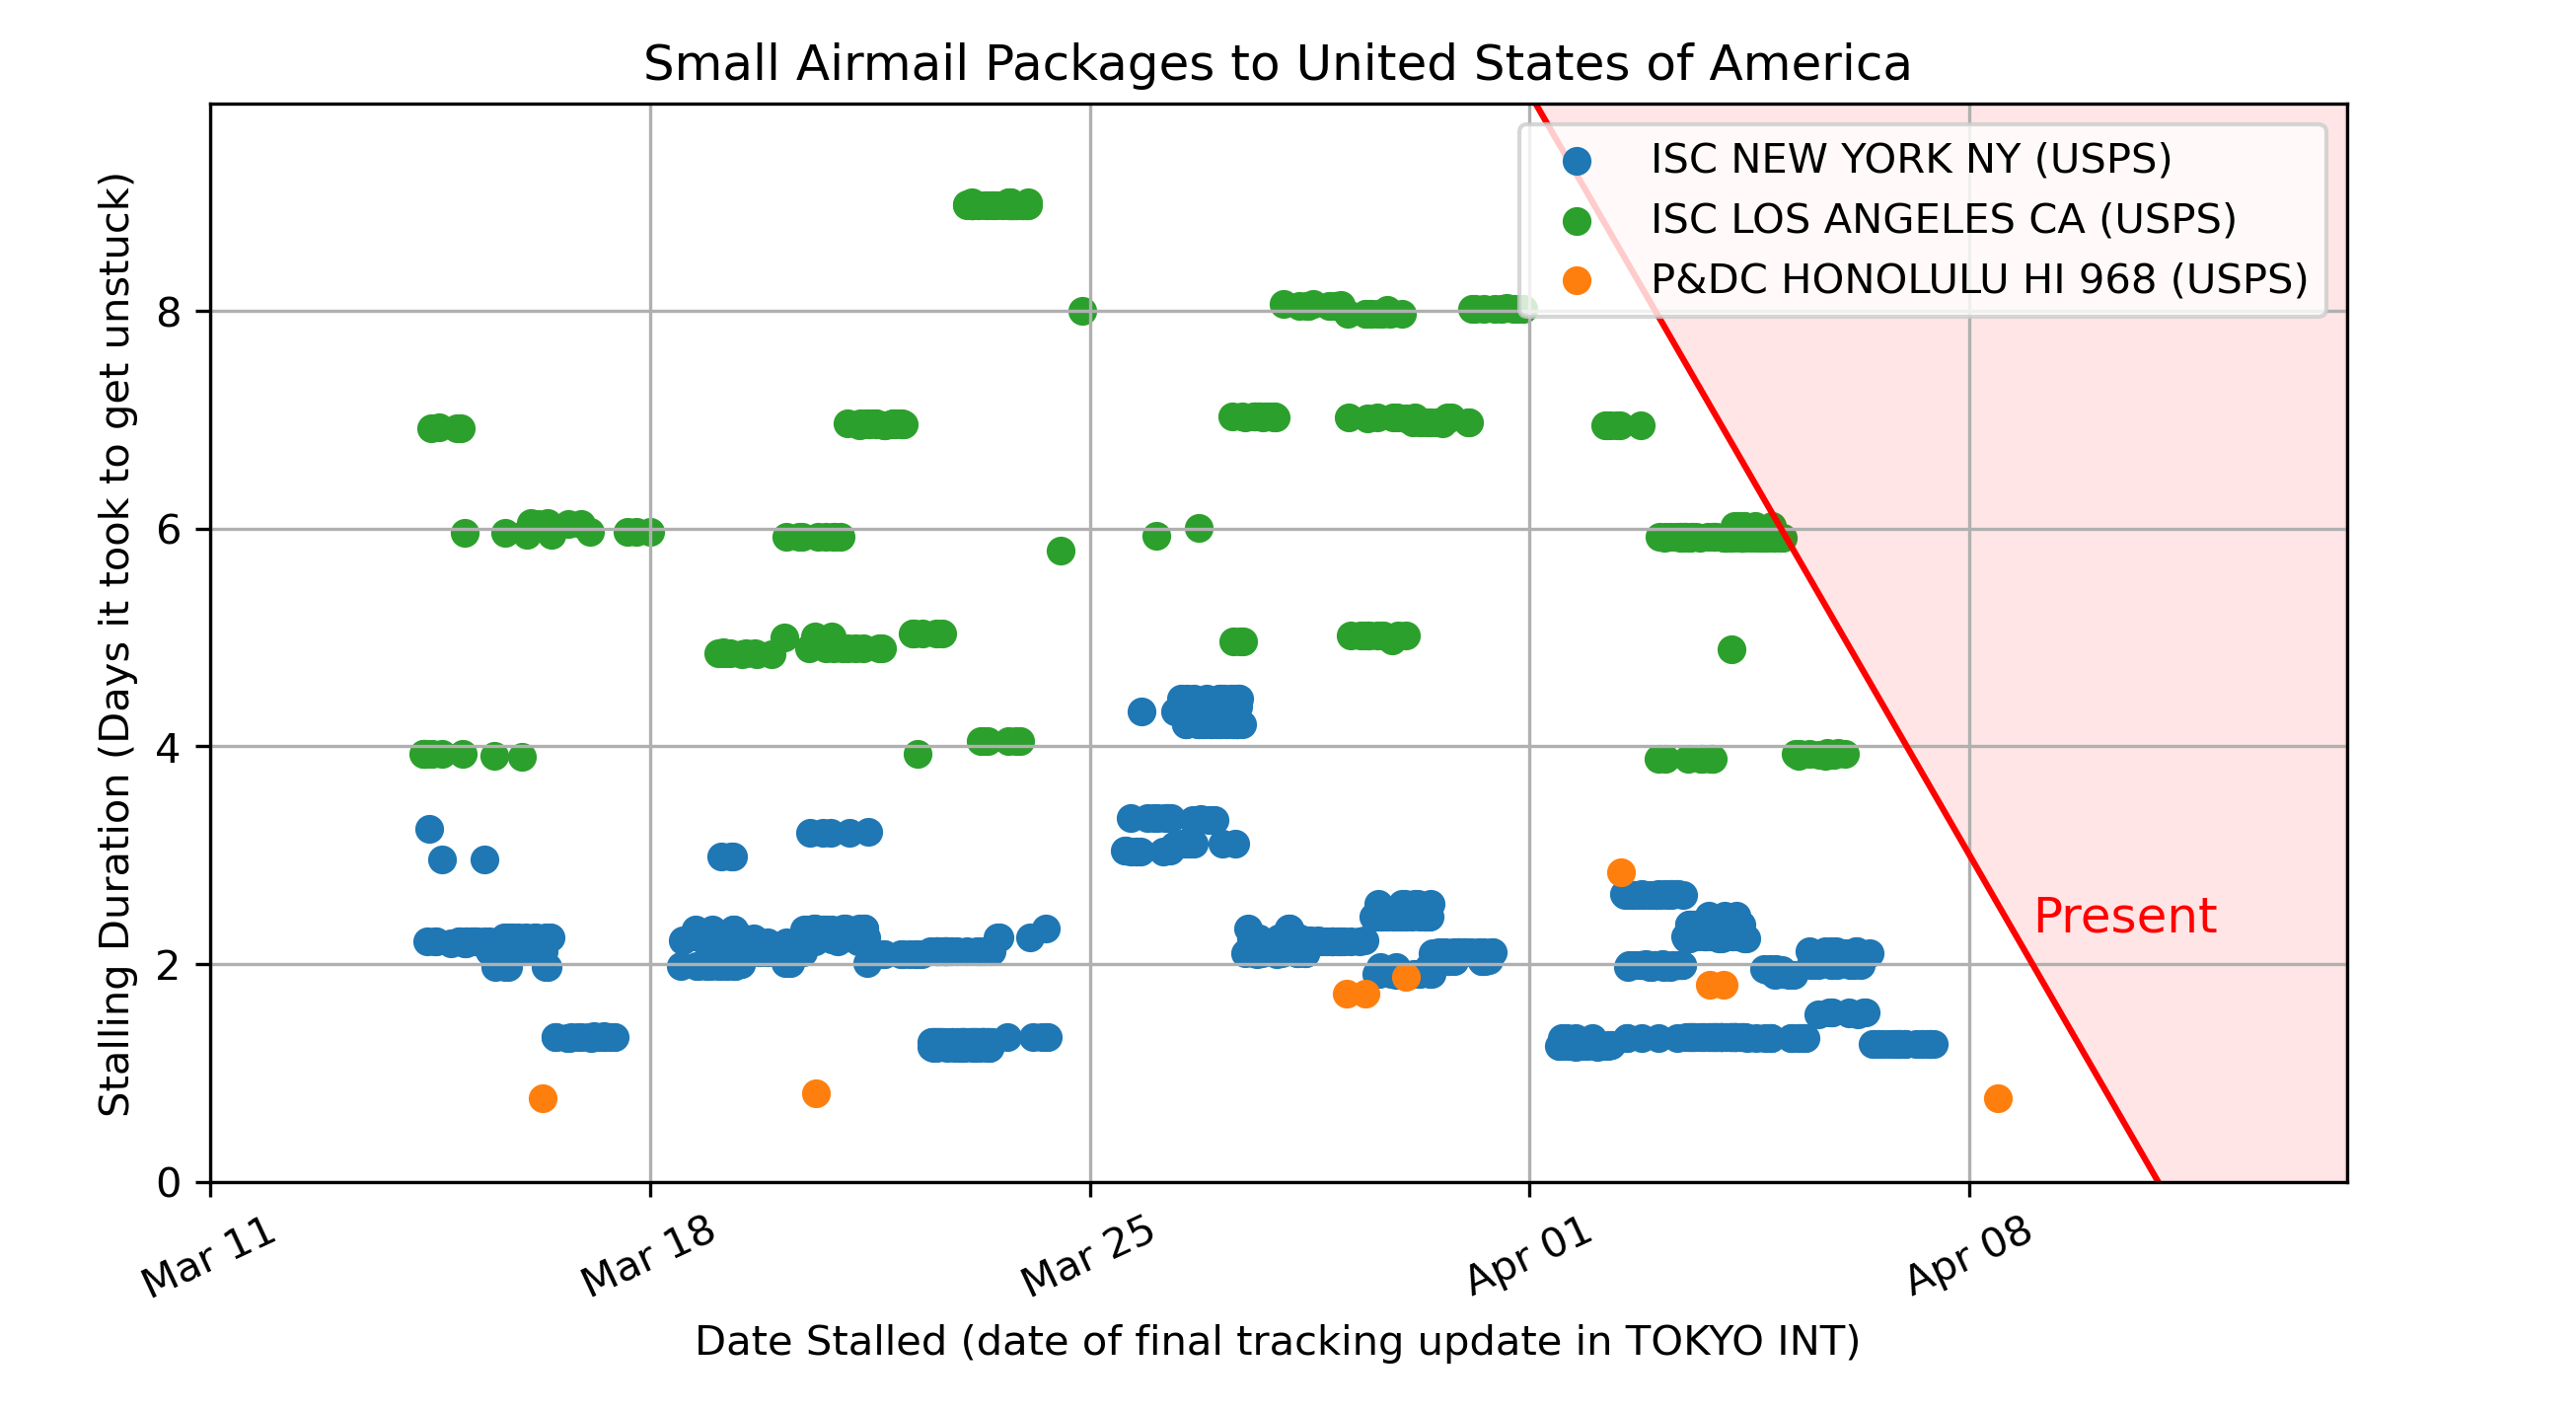 Small Airmail Packages to United States of America
Stalling Duration (Days it took to get unstuck)
8
6
4
2
0
ISC NEW YORK NY (USPS)
ISC LOS ANGELES CA (USPS)
P&DC HONOLULU HI 968 (USPS)
Present
Mar 11
Mar 18
Mar 25
Apr 01
Apr 08
Date Stalled (date of final tracking update in TOKYO INT)